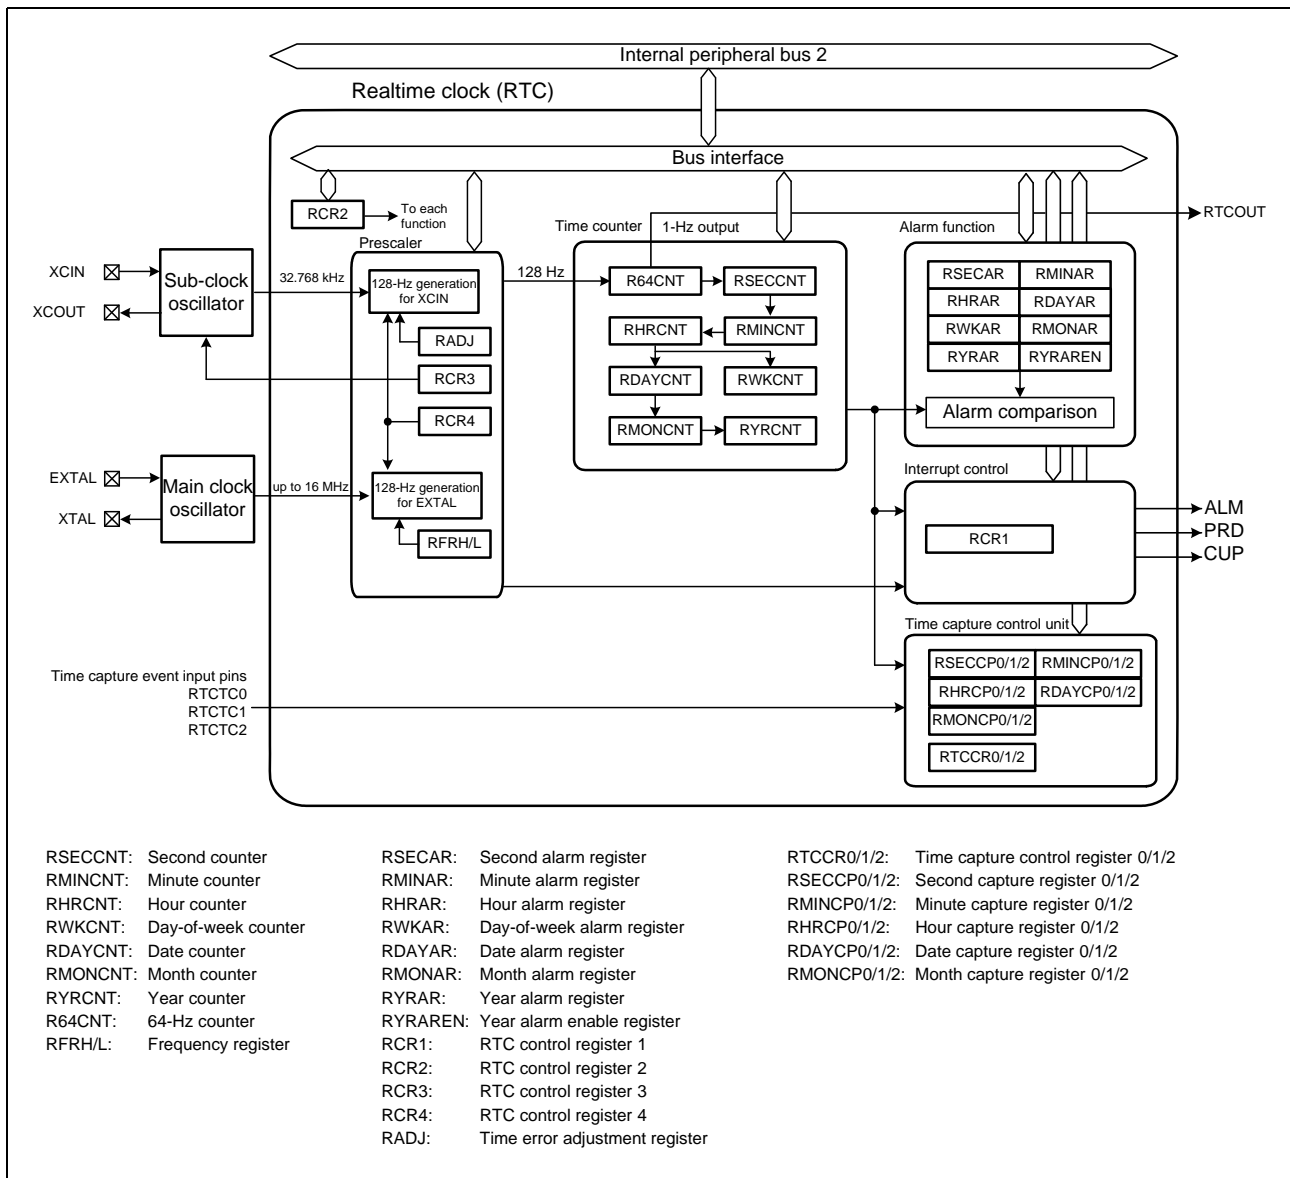 Internal peripheral bus 2
Realtime clock (RTC)
Bus interface
RCR2
To each
function
RTCOUT
Prescaler
Time counter
1-Hz output
Alarm function
XCIN
XCOUT
Sub-clock
oscillator
32.768 kHz
128-Hz generation
for XCIN
128 Hz
R64CNT
RSECCNT
RHRCNT
RMINCNT
RDAYCNT
RWKCNT
RMONCNT
RYRCNT
RSECAR
RMINAR
RHRAR
RDAYAR
RWKAR
RMONAR
RYRAR
RYRAREN
Alarm comparison
RADJ
RCR3
RCR4
EXTAL
XTAL
Main clock
oscillator
up to 16 MHz
128-Hz generation
for EXTAL
RFRH/L
Interrupt control
RCR1
ALM
PRD
CUP
Time capture control unit
RSECCP0/1/2
RMINCP0/1/2
RHRCP0/1/2
RDAYCP0/1/2
RMONCP0/1/2
RTCCR0/1/2
Time capture event input pins
RTCTC0
RTCTC1
RTCTC2
RSECCNT: Second counter
RMINCNT: Minute counter
RHRCNT: Hour counter
RWKCNT: Day-of-week counter
RDAYCNT: Date counter
RMONCNT: Month counter
RYRCNT: Year counter
R64CNT: 64-Hz counter
RFRH/L: Frequency register
RSECAR: Second alarm register
RMINAR: Minute alarm register
RHRAR: Hour alarm register
RWKAR: Day-of-week alarm register
RDAYAR: Date alarm register
RMONAR: Month alarm register
RYRAR: Year alarm register
RYRAREN: Year alarm enable register
RCR1: RTC control register 1
RCR2: RTC control register 2
RCR3: RTC control register 3
RCR4: RTC control register 4
RADJ: Time error adjustment register
RTCCR0/1/2: Time capture control register 0/1/2
RSECCP0/1/2: Second capture register 0/1/2
RMINCP0/1/2: Minute capture register 0/1/2
RHRCP0/1/2: Hour capture register 0/1/2
RDAYCP0/1/2: Date capture register 0/1/2
RMONCP0/1/2: Month capture register 0/1/2